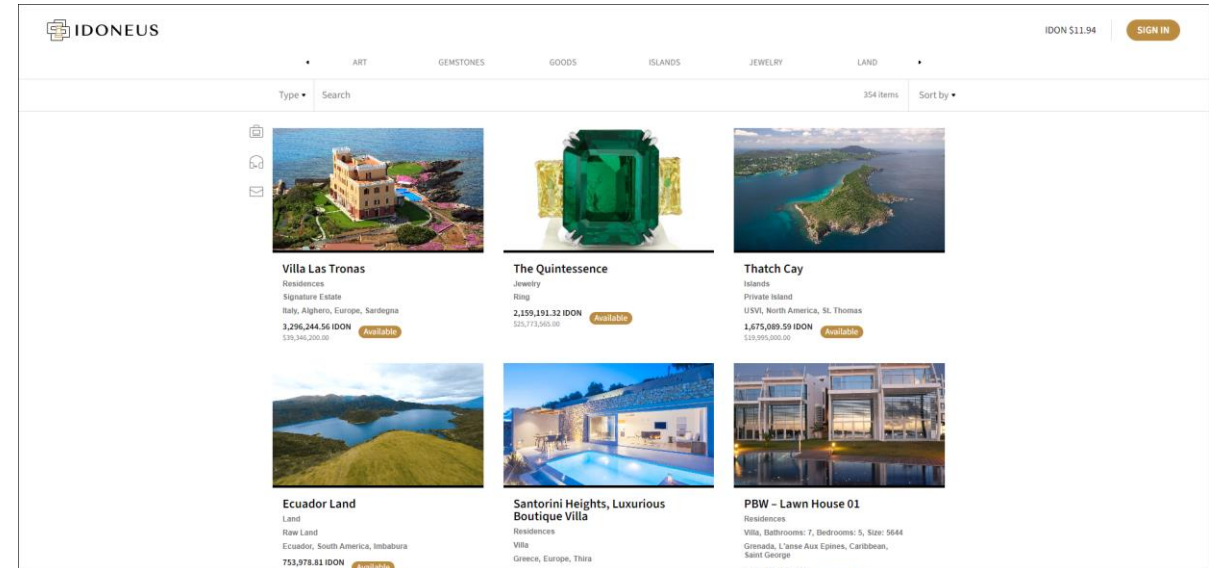 IDONEUS
IDON $11.94
SIGN IN
ART GEMSTONES GOODS ISLANDS JEWELRY LAND
Type Search 354 items Sort by
Villa Las Tronas
Residences
Signature Estate
Italy, Alghero, Europe, Sardegna
3,296,244.56 IDON
Available
$39,346,200.00
The Quintessence
Jewelry
Ring
2,159,191.32 IDON
Available
$25,773,565.00
Thatch Cay
Islands
Private Island
USVI, North America, St. Thomas
1,675,089.59 IDON
Available
$19,995,000.00
Ecuador Land
Land
Raw Land
Ecuador, South America, Imbabura
753,978.81 IDON
Available
Santorini Heights, Luxurious
Boutique Villa
Residences
Villa
Greece, Europe, Thira
PBW – Lawn House 01
Residences
Villa, Bathrooms: 7, Bedrooms: 5, Size: 5644
Grenada, L'anse Aux Epines, Caribbean,
Saint George